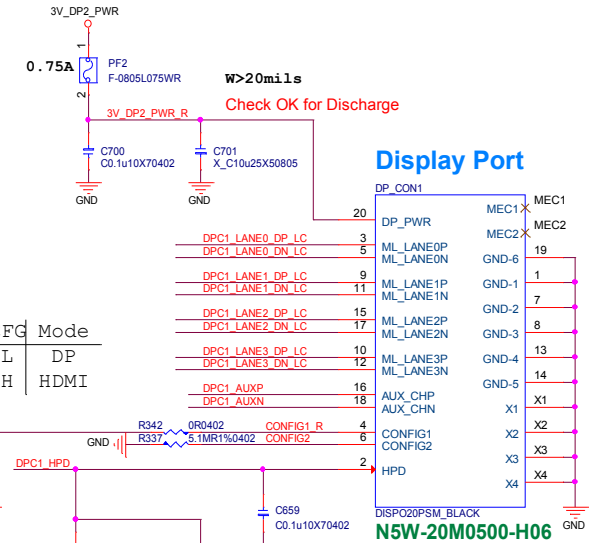 3V_DP2_PWR
1
0.75A
PF2
F-0805L075WR
2
W>20mils
Check OK for Discharge
3V_DP2_PWR_R
C700
C0.1u10X70402
C701
X_C10u25X50805
GND
GND
Display Port
DP_CON1
20
DP_PWR
MEC1
MEC1
MEC2
MEC2
DPC1_LANE0_DP_LC
3
ML_LANE0P
DPC1_LANE0_DN_LC
5
ML_LANE0N
GND-6
19
DPC1_LANE1_DP_LC
9
ML_LANE1P
GND-1
1
DPC1_LANE1_DN_LC
11
ML_LANE1N
GND-2
7
DPC1_LANE2_DP_LC
15
ML_LANE2P
DPC1_LANE2_DN_LC
17
ML_LANE2N
GND-3
8
DPC1_LANE3_DP_LC
10
ML_LANE3P
GND-4
13
DPC1_LANE3_DN_LC
12
ML_LANE3N
GND-5
14
FG Mode
L DP
H HDMI
DPC1_AUXP
16
AUX_CHP
DPC1_AUXN
18
AUX_CHN
X1
X1
R342
0R0402
CONFIG1_R
4
CONFIG1
X2
X2
GND
R337
5.1MR1%0402
CONFIG2
6
CONFIG2
X3
X3
DPC1_HPD
2
HPD
X4
X4
C659
C0.1u10X70402
DISPO20PSM_BLACK
N5W-20M0500-H06
GND